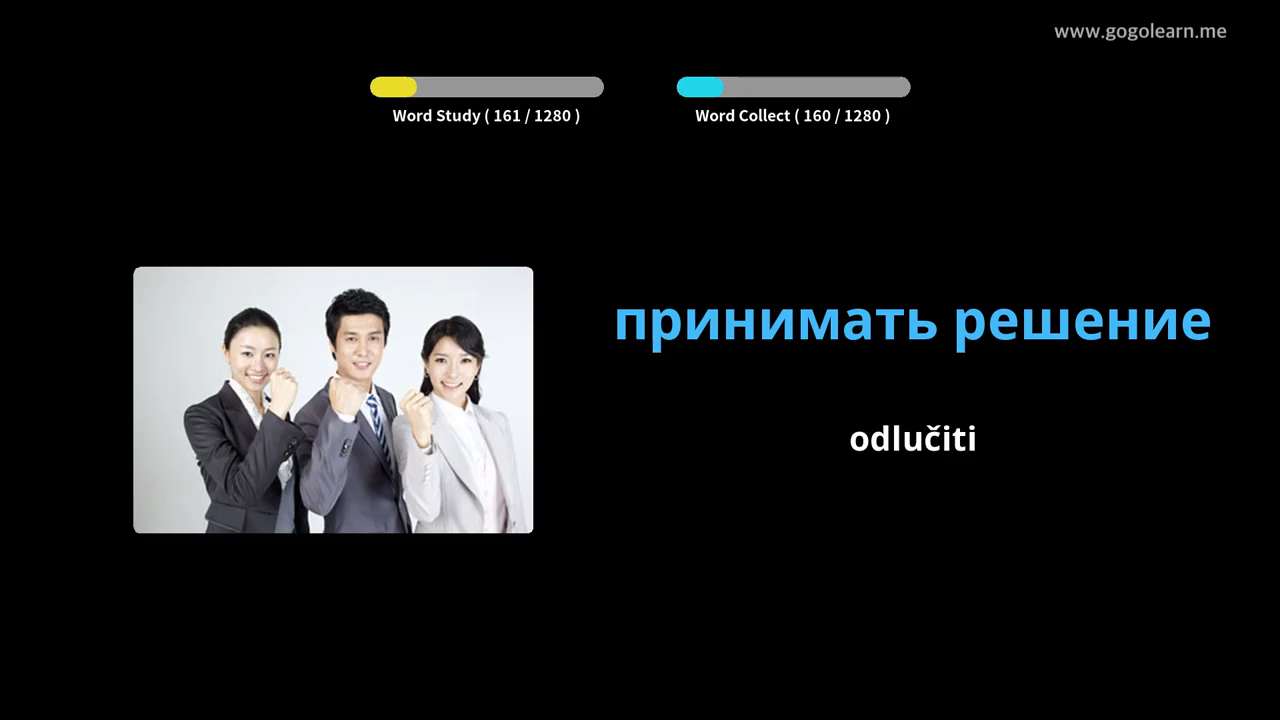 www.gogolearn.me
Word Study ( 161 / 1280 )
Word Collect ( 160 / 1280 )
принимать решение
odlučiti